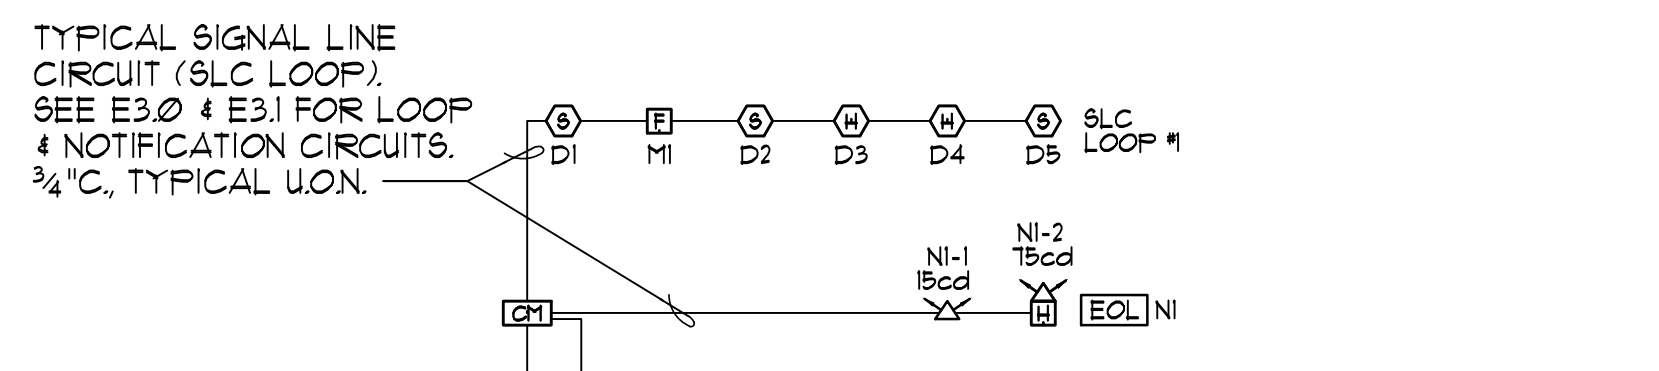 TYPICAL SIGNAL LINE
CIRCUIT (SLC LOOP).
SEE E3.0 & E3.1 FOR LOOP
& NOTIFICATION CIRCUITS.
3/4"C., TYPICAL U.O.N.
S F S H H S
D1 M1 D2 D3 D4 D5
SLC
LOOP #1
N1-1
15cd
N1-2
75cd
CM
H
EOL N1